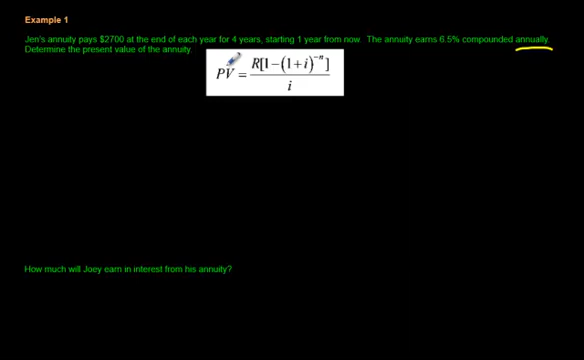 Example 1
Jen's annuity pays $2700 at the end of each year for 4 years, starting 1 year from now. The annuity earns 6.5% compounded annually.
Determine the present value of the annuity
PV = R[1-(1+i)^-n] / i
How much will Joey earn in interest from his annuity?